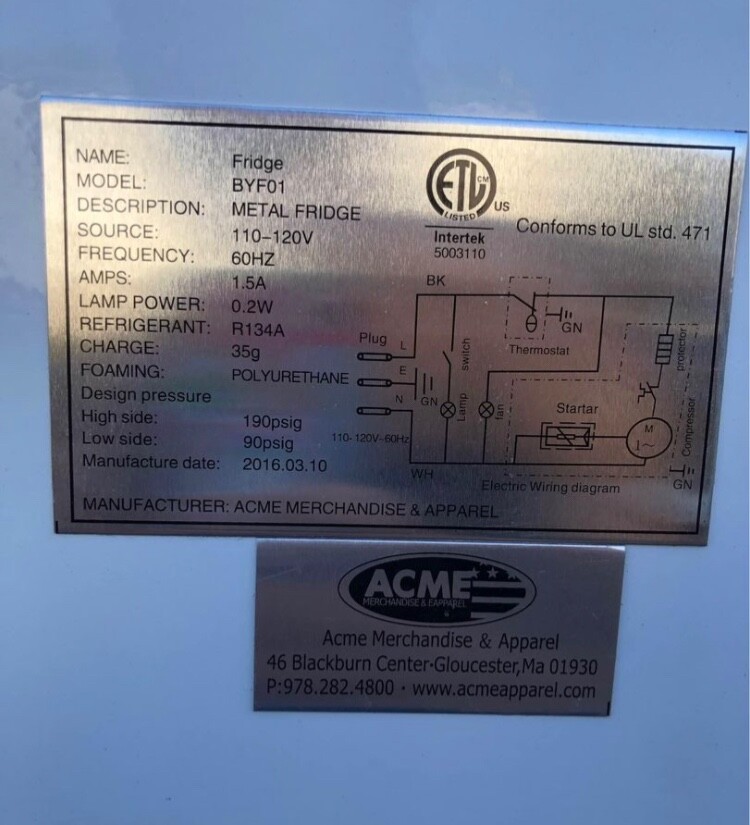 NAME: Fridge
MODEL: BYF01
DESCRIPTION: METAL FRIDGE
SOURCE: 110-120V
FREQUENCY: 60HZ
AMPS: 1.5A
LAMP POWER: 0.2W
REFRIGERANT: R134A
CHARGE: 35g
FOAMING: POLYURETHANE
Design pressure
High side: 190psig
Low side: 90psig
Manufacture date: 2016.03.10
MANUFACTURER: ACME MERCHANDISE & APPAREL
ETL CM
LISTED
US
Intertek
5003110
Conforms to UL std. 471
BK
Plug
L
E
N
GN
110-120V~60Hz
WH
switch
Lamp
fan
Thermostat
GN
Startar
M
1~
protector
Compressor
GN
Electric Wiring diagram
ACME
MERCHANDISE & EAPPAREL
Acme Merchandise & Apparel
46 Blackburn Center·Gloucester,Ma 01930
P:978.282.4800 · www.acmeapparel.com